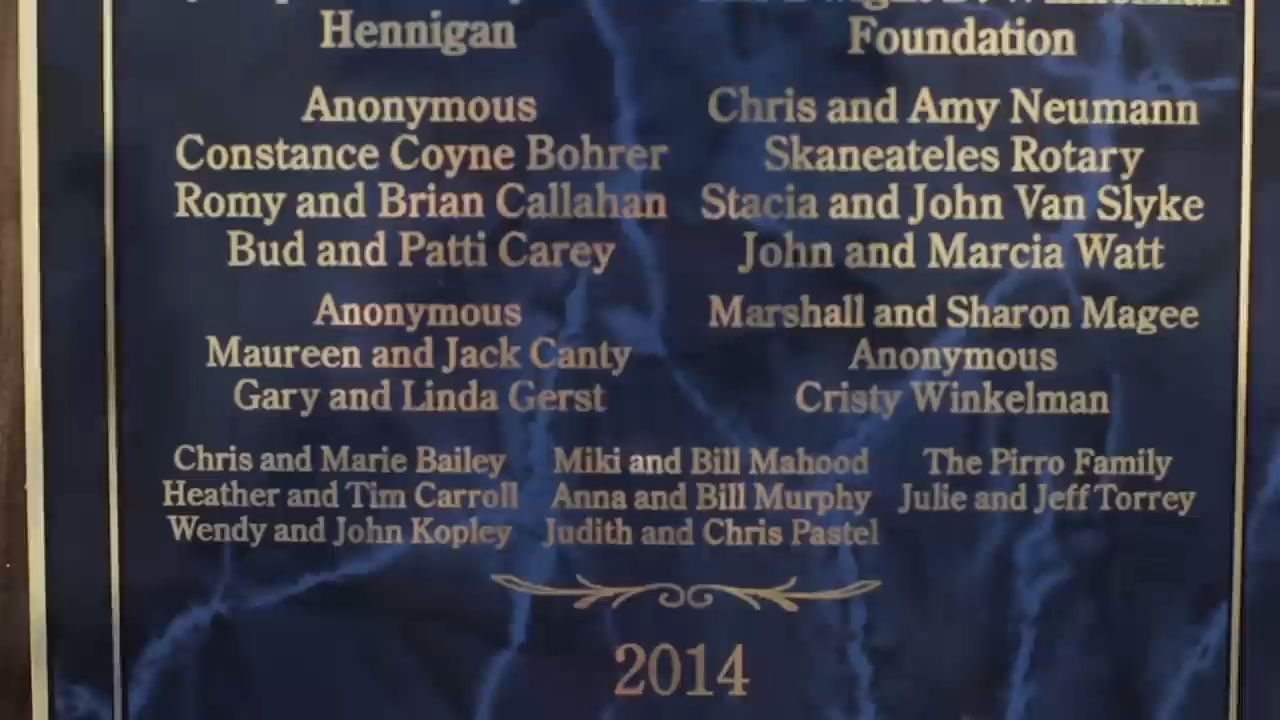 Hennigan
Foundation
Anonymous
Constance Coyne Bohrer
Romy and Brian Callahan
Bud and Patti Carey
Chris and Amy Neumann
Skaneateles Rotary
Stacia and John Van Slyke
John and Marcia Watt
Anonymous
Maureen and Jack Canty
Gary and Linda Gerst
Marshall and Sharon Magee
Anonymous
Cristy Winkelman
Chris and Marie Bailey
Heather and Tim Carroll
Wendy and John Kopley
Miki and Bill Mahood
Anna and Bill Murphy
Judith and Chris Pastel
The Pirro Family
Julie and Jeff Torrey
2014